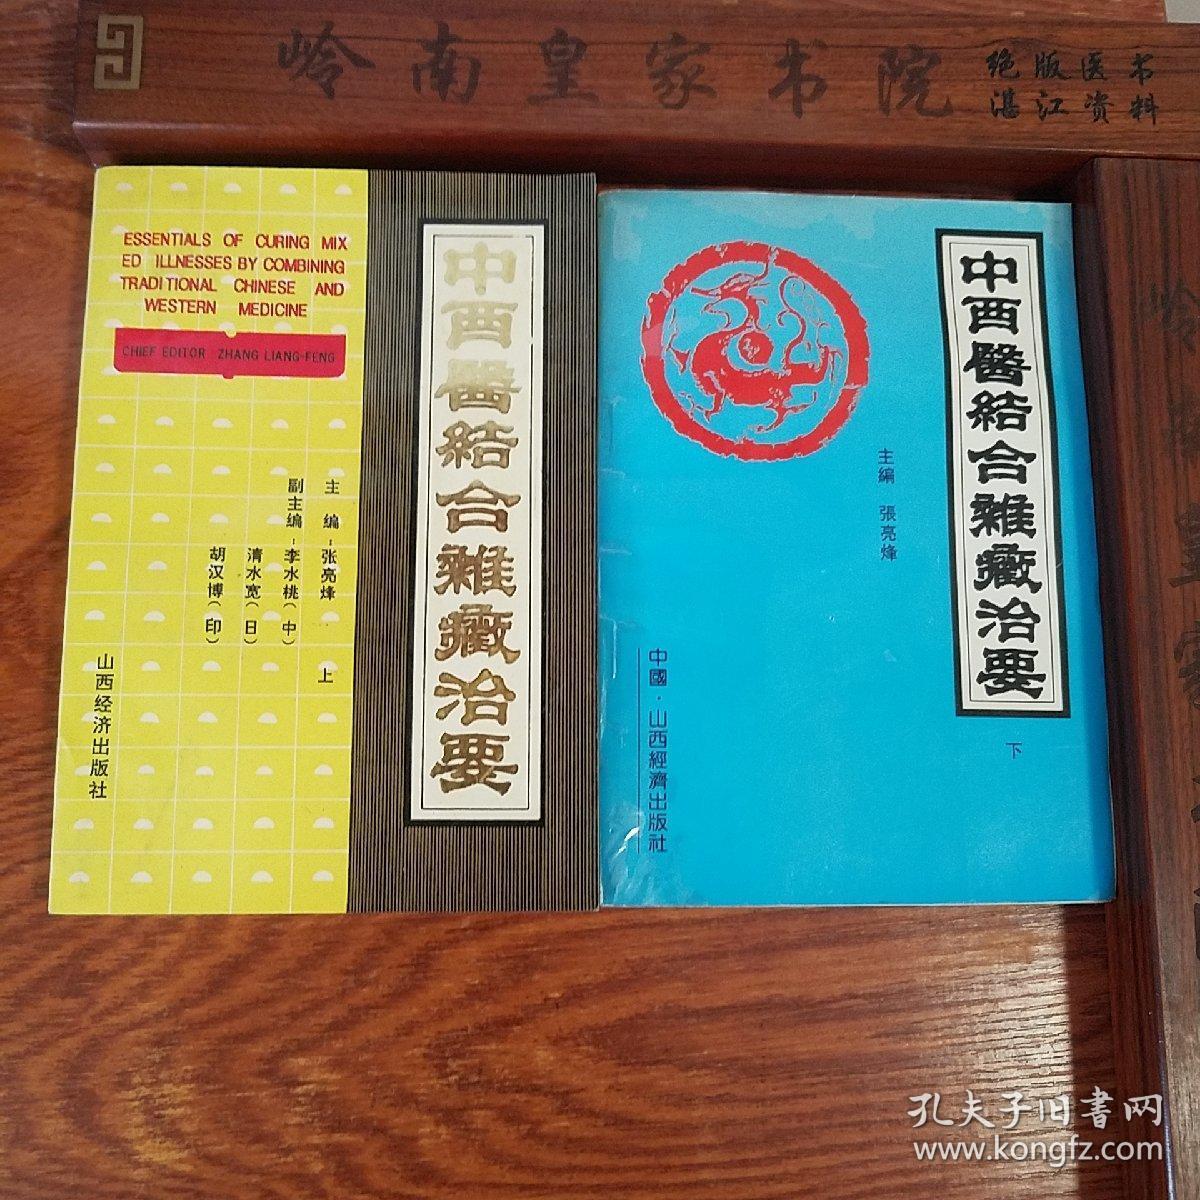 岭南皇家书院
绝版医书
湛江资料
ESSENTIALS OF CURING MIX
ED ILLNESSES BY COMBINING
TRADITIONAL CHINESE AND
WESTERN MEDICINE
CHIEF EDITOR ZHANG LIANG-FENG
中西醫結合雜癥治要
主编:张亮烽
副主编:李水桃(中)
清水宽(日)
胡汉博(印)
上
山西经济出版社
中西醫結合雜癥治要
主編 張亮烽
中國·山西經濟出版社
下
孔夫子旧書网
www.kongfz.com